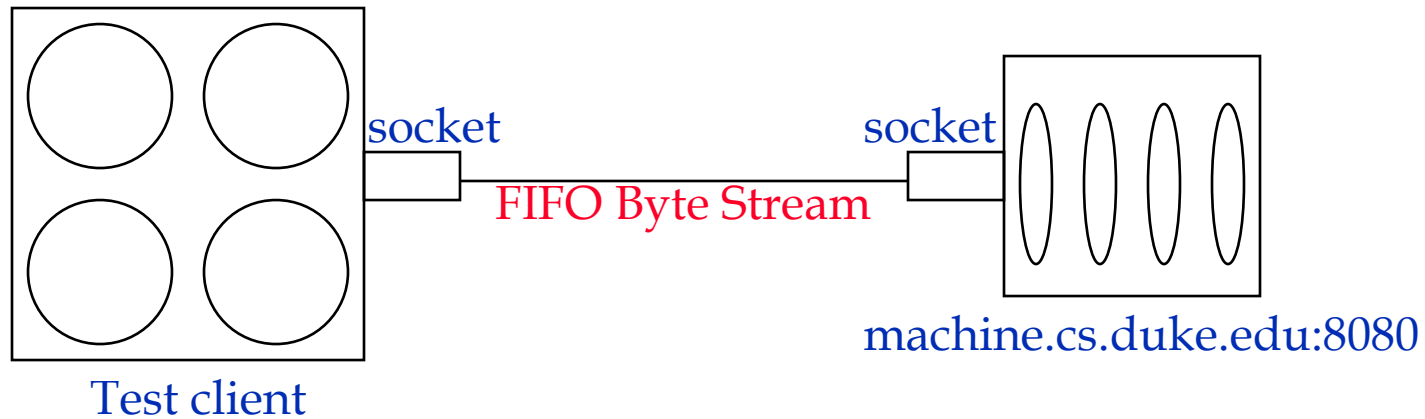 socket
socket
FIFO Byte Stream
machine.cs.duke.edu:8080
Test client